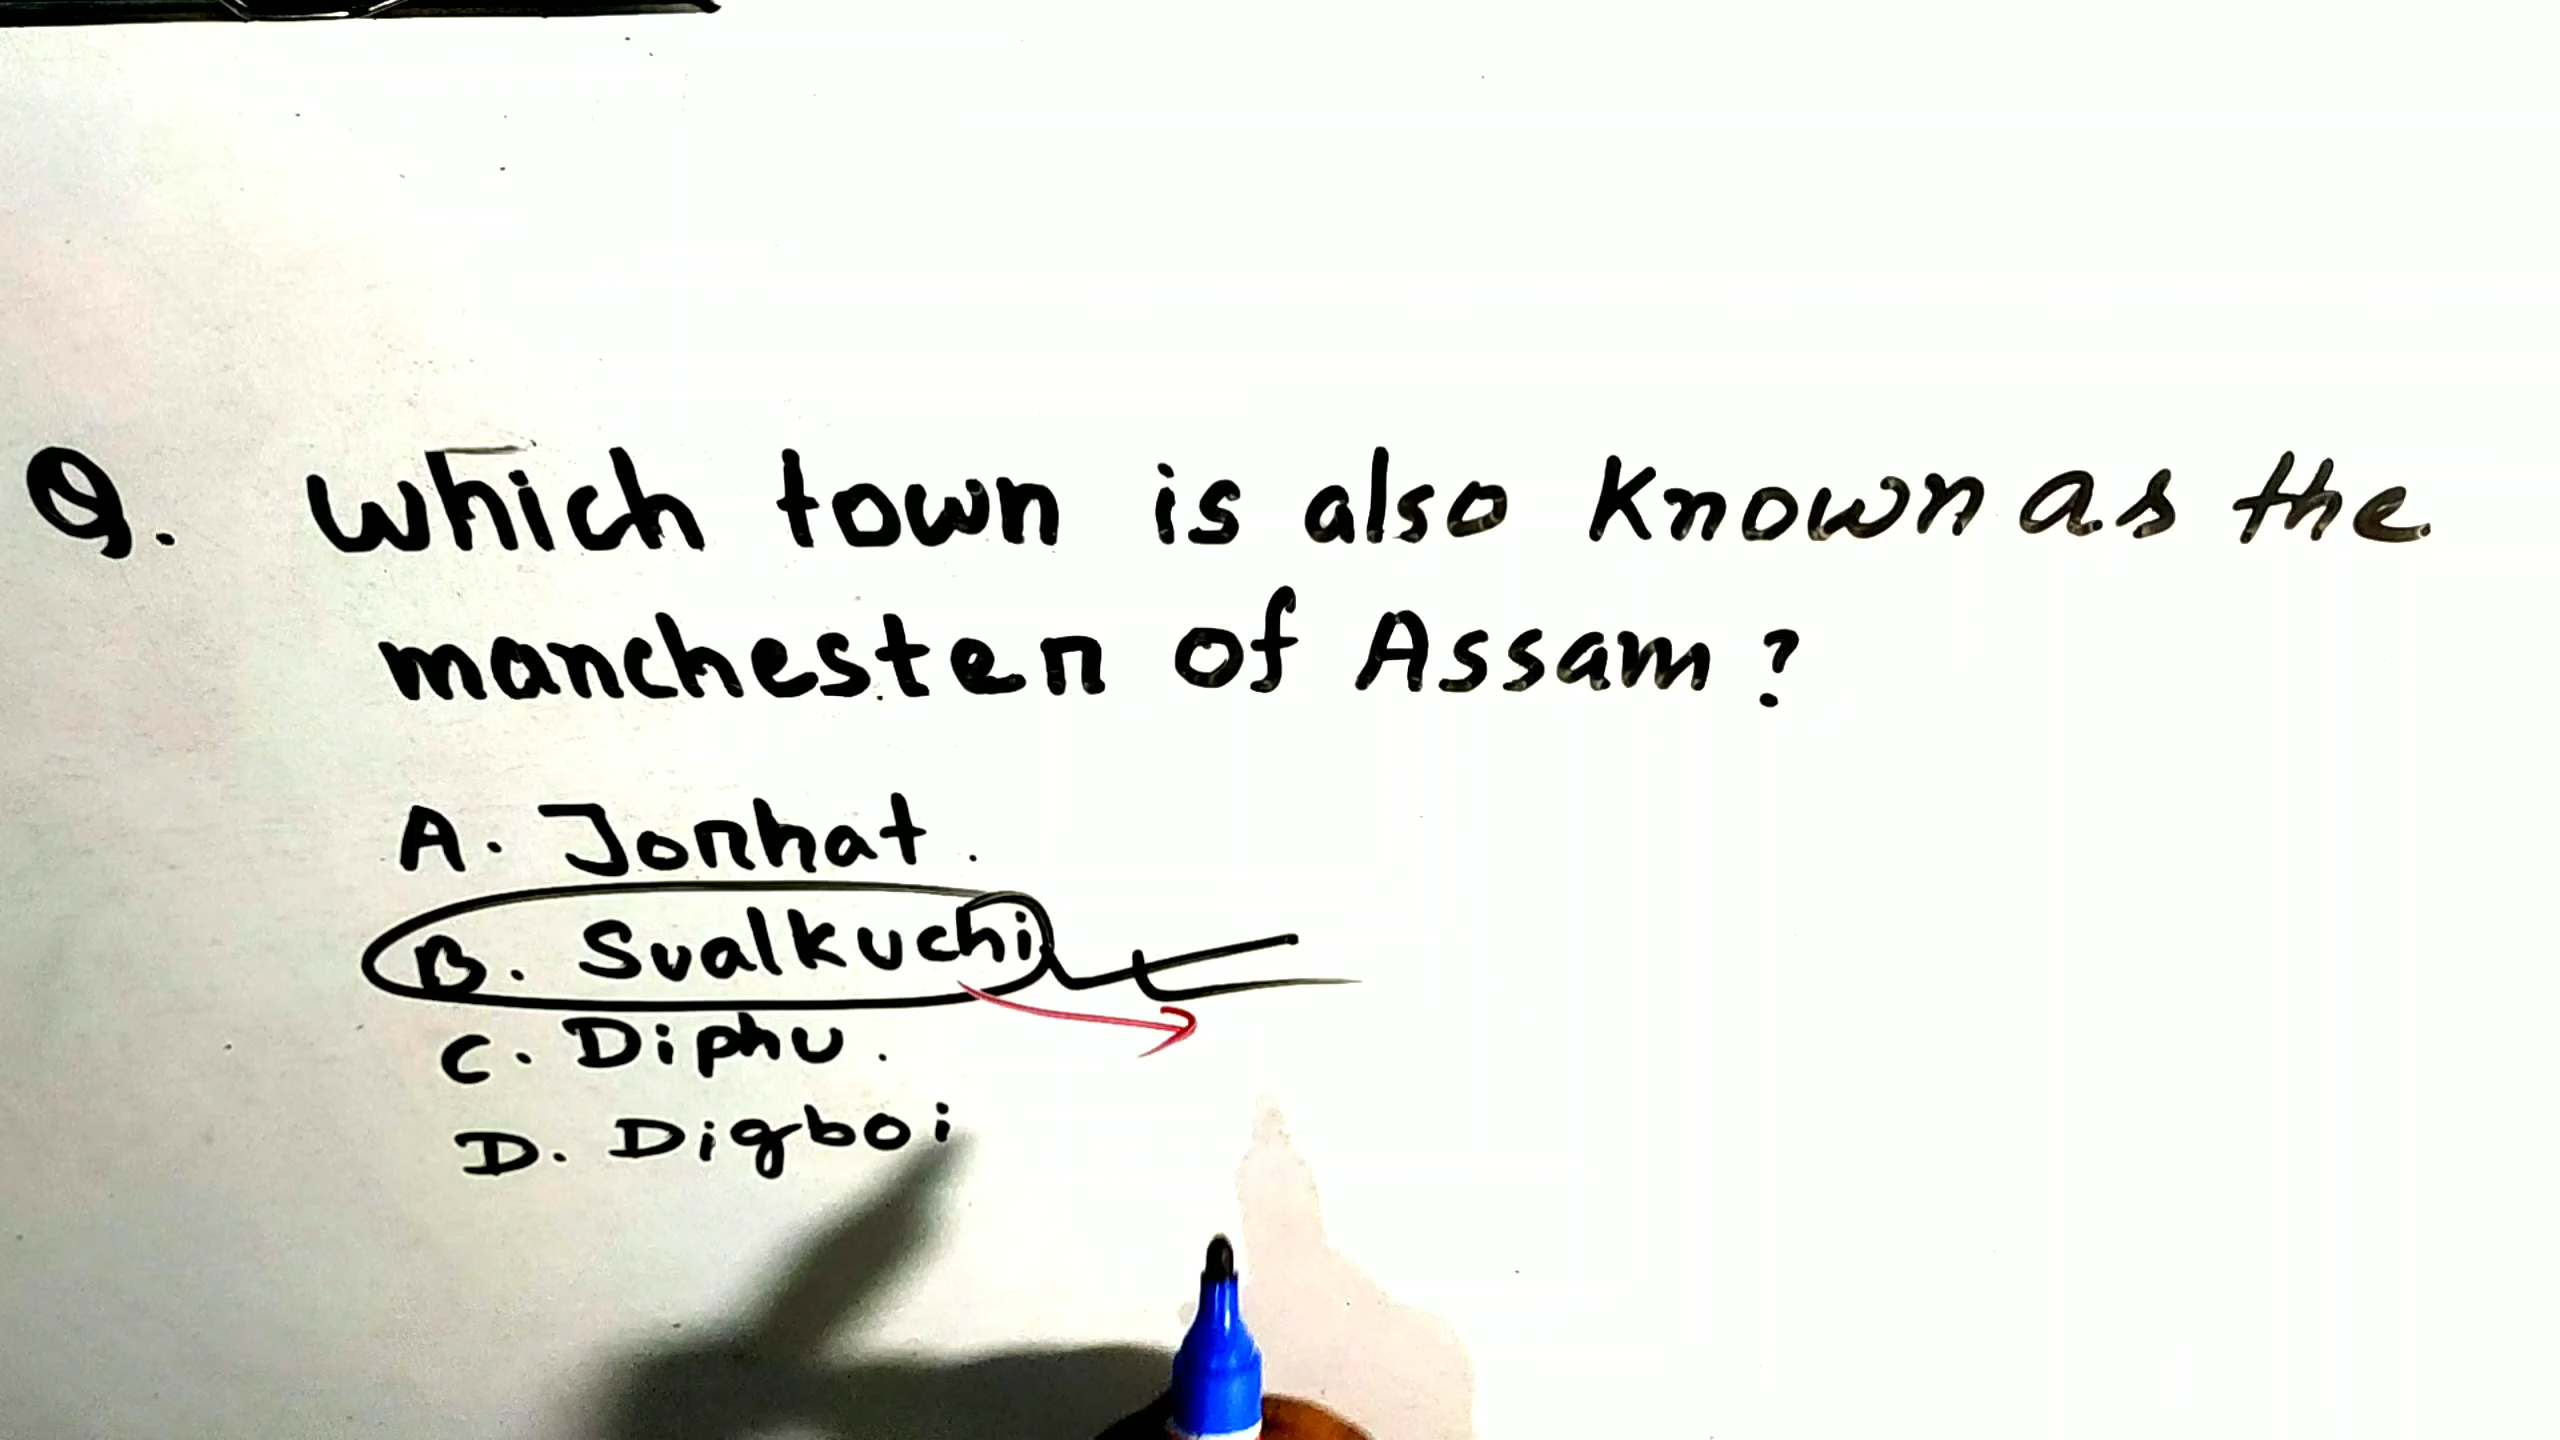 Q. Which town is also known as the
manchester of Assam?
A. Jorhat.
B. Sualkuchi
C. Diphu.
D. Digboi